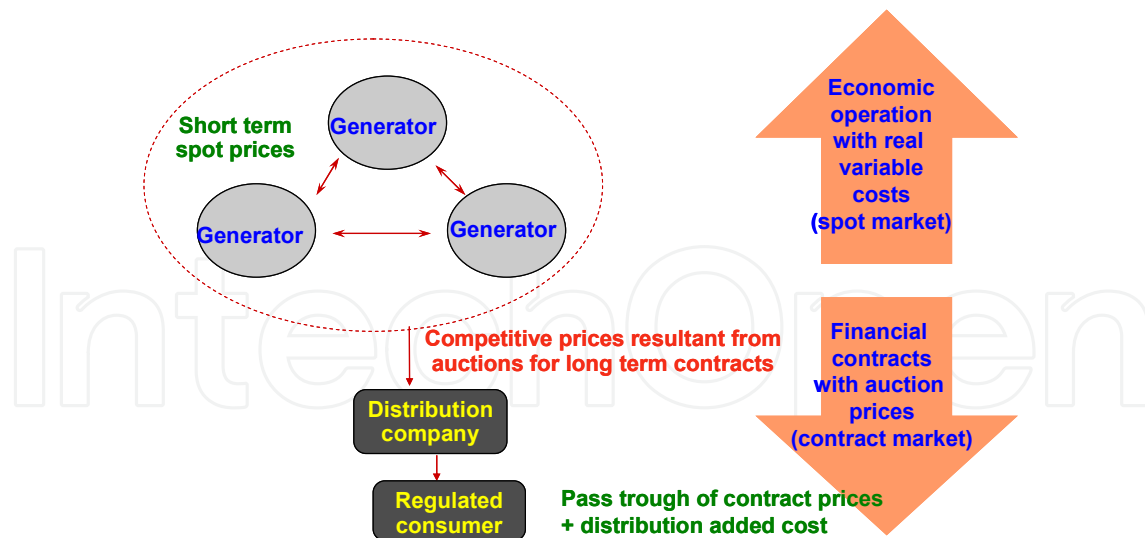 Short term
spot prices
Generator
Generator
Generator
Competitive prices resultant from
auctions for long term contracts
Distribution
company
Regulated
consumer
Pass trough of contract prices
+ distribution added cost
Economic
operation
with real
variable
costs
(spot market)
Financial
contracts
with auction
prices
(contract market)
IntechOpen